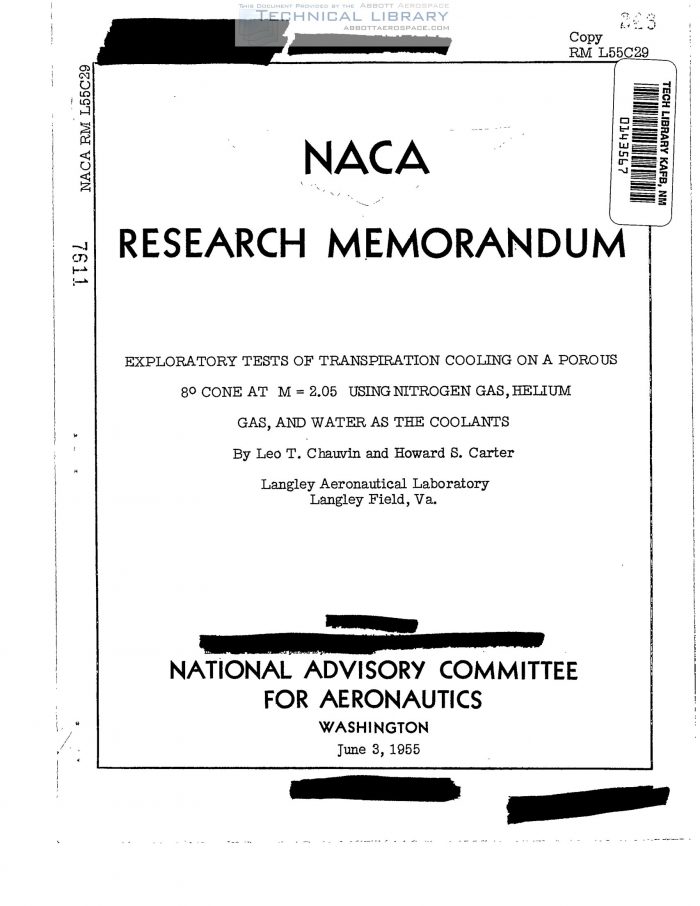 THIS DOCUMENT PROVIDED BY THE ABBOTT AEROSPACE
TECHNICAL LIBRARY
ABBOTTAEROSPACE.COM
Copy
RM L55C29
NACA RM L55C29
7611
TECH LIBRARY KAFB, NM
0143567
NACA
RESEARCH MEMORANDUM
EXPLORATORY TESTS OF TRANSPIRATION COOLING ON A POROUS
8º CONE AT M = 2.05 USING NITROGEN GAS, HELIUM
GAS, AND WATER AS THE COOLANTS
By Leo T. Chauvin and Howard S. Carter
Langley Aeronautical Laboratory
Langley Field, Va.
NATIONAL ADVISORY COMMITTEE
FOR AERONAUTICS
WASHINGTON
June 3, 1955